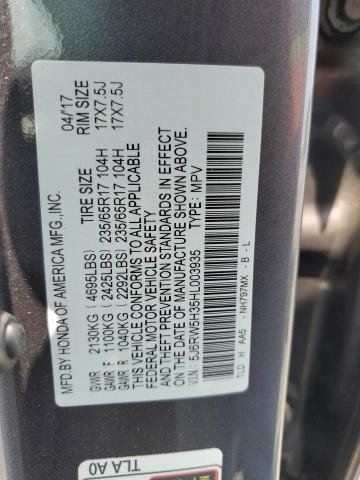 MFD.BY HONDA OF AMERICA MFG.,INC. 04/17
TIRE SIZE RIM SIZE
GVWR 2130KG (4695LBS)
GAWR F 1100KG (2425LBS) 235/65R17 104H 17X7.5J
GAWR R 1040KG (2292LBS) 235/65R17 104H 17X7.5J
THIS VEHICLE CONFORMS TO ALL APPLICABLE
FEDERAL MOTOR VEHICLE SAFETY
AND THEFT PREVENTION STANDARDS IN EFFECT
ON THE DATE OF MANUFACTURE SHOWN ABOVE.
V.I.N.: 5J6RW5H35HL003935 TYPE: MPV
TLD H AA5 - NH797MX - B - L
TLA A0